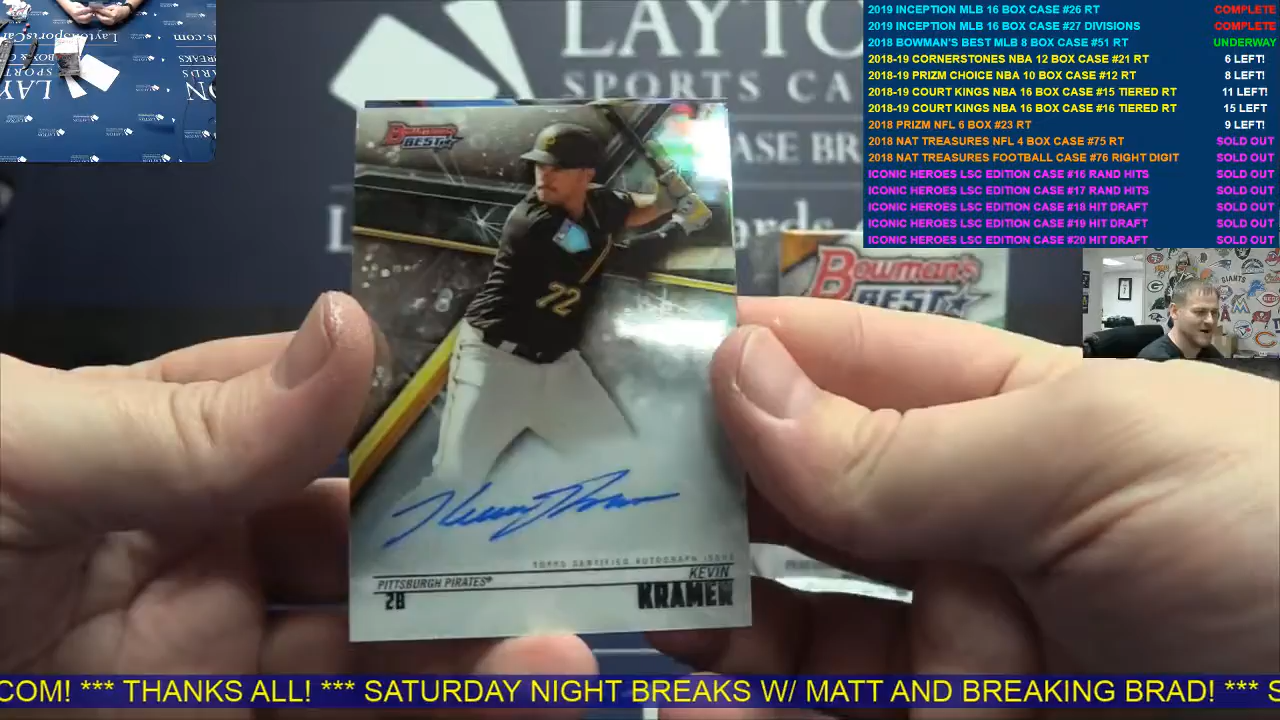 LAYTON
SPORTS CA
ASE BR
2019 INCEPTION MLB 16 BOX CASE #26 RT COMPLETE
2019 INCEPTION MLB 16 BOX CASE #27 DIVISIONS COMPLETE
2018 BOWMAN'S BEST MLB 8 BOX CASE #51 RT UNDERWAY
2018-19 CORNERSTONES NBA 12 BOX CASE #21 RT 6 LEFT!
2018-19 PRIZM CHOICE NBA 10 BOX CASE #12 RT 8 LEFT!
2018-19 COURT KINGS NBA 16 BOX CASE #15 TIERED RT 11 LEFT!
2018-19 COURT KINGS NBA 16 BOX CASE #16 TIERED RT 15 LEFT
2018 PRIZM NFL 6 BOX #23 RT 9 LEFT!
2018 NAT TREASURES NFL 4 BOX CASE #75 RT SOLD OUT
2018 NAT TREASURES FOOTBALL CASE #76 RIGHT DIGIT SOLD OUT
ICONIC HEROES LSC EDITION CASE #16 RAND HITS SOLD OUT
ICONIC HEROES LSC EDITION CASE #17 RAND HITS SOLD OUT
ICONIC HEROES LSC EDITION CASE #18 HIT DRAFT SOLD OUT
ICONIC HEROES LSC EDITION CASE #19 HIT DRAFT SOLD OUT
ICONIC HEROES LSC EDITION CASE #20 HIT DRAFT SOLD OUT
Bowman's
BEST
72
Bowman's
BEST
TOPPS CERTIFIED AUTOGRAPH ISSUE
PITTSBURGH PIRATES®
KEVIN
2B
KRAMER
COM! *** THANKS ALL! *** SATURDAY NIGHT BREAKS W/ MATT AND BREAKING BRAD! *** S